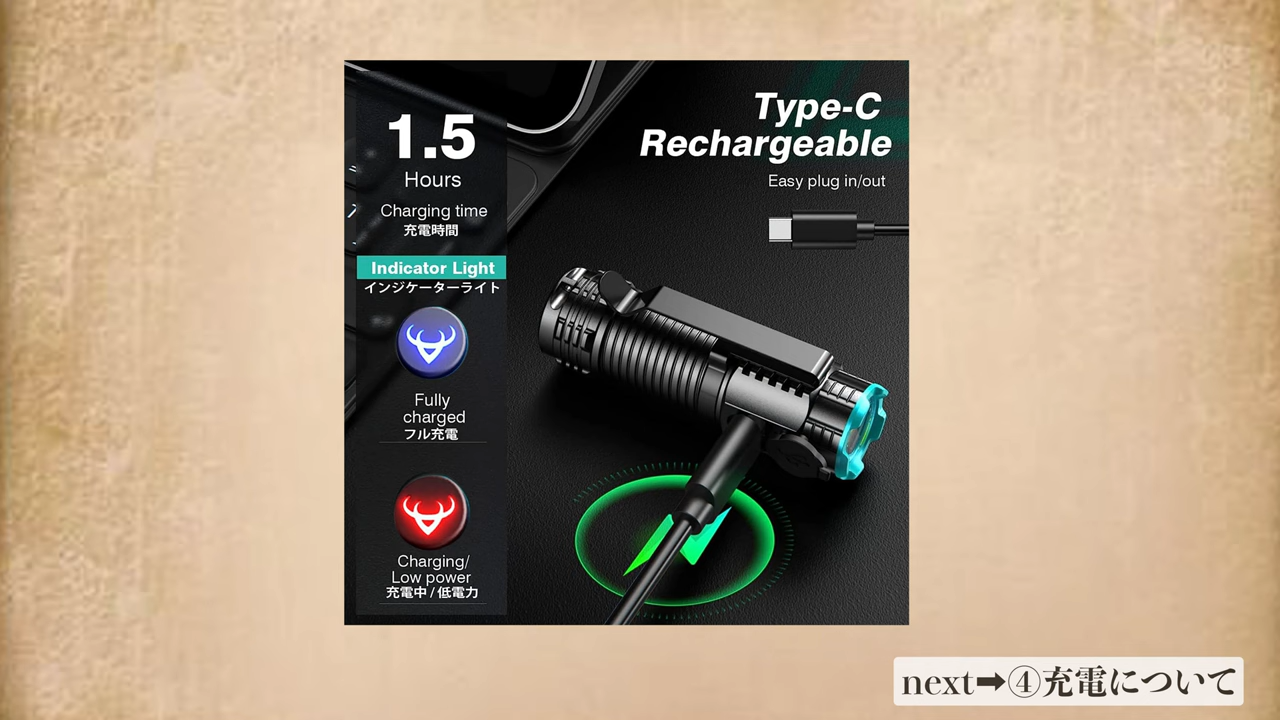 1.5
Hours
Charging time
充電時間
Indicator Light
インジケーターライト
Fully
charged
フル充電
Charging/
Low power
充電中 / 低電力
Type-C
Rechargeable
Easy plug in/out
next➡④充電について